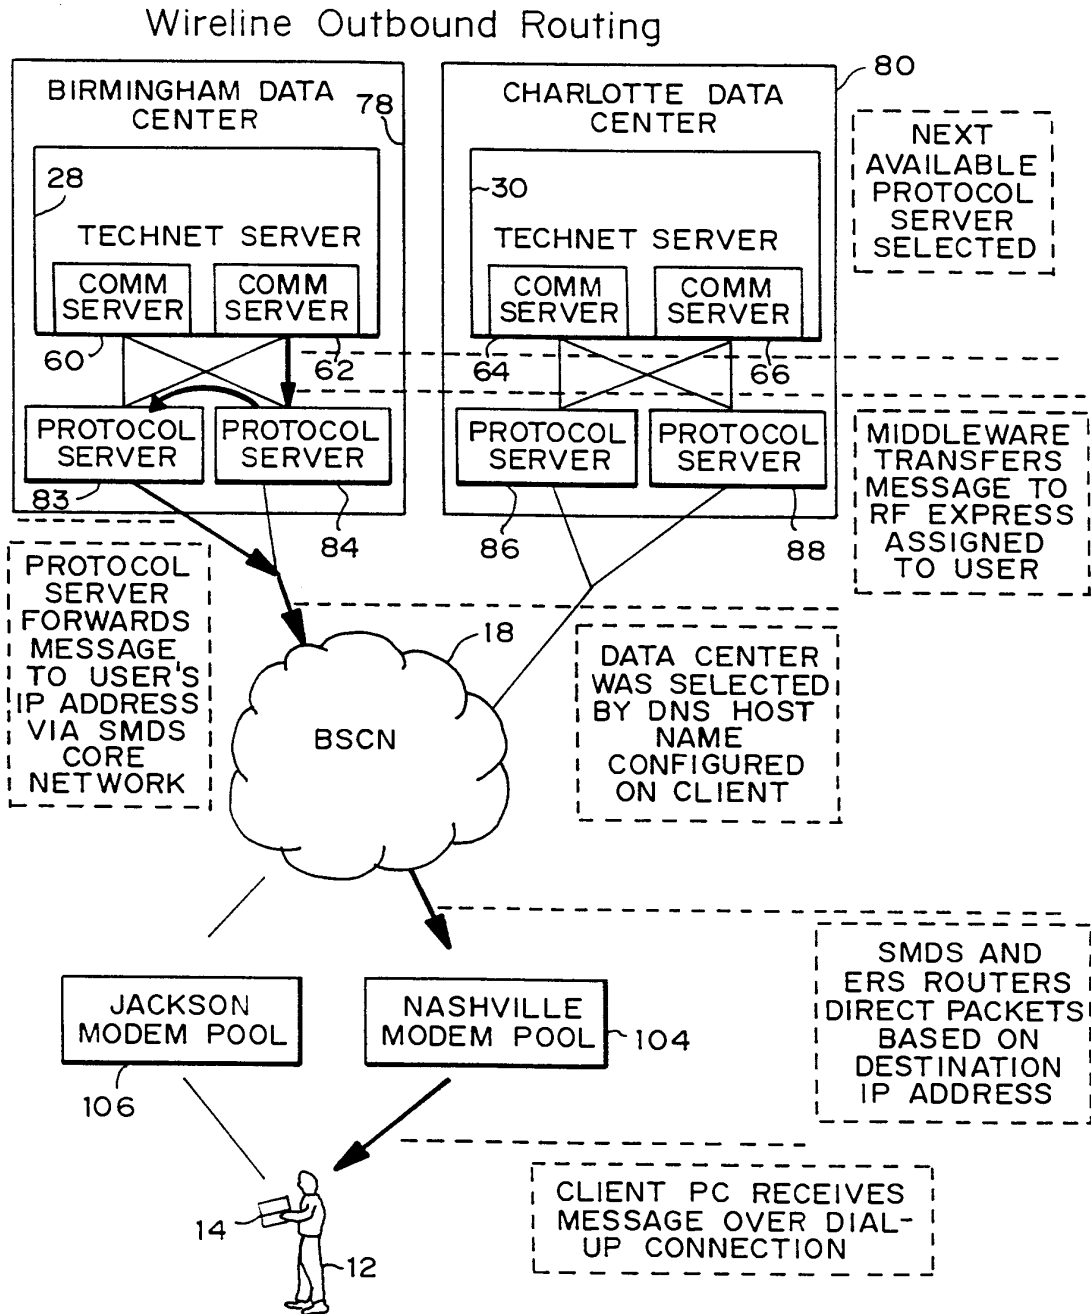 Wireline Outbound Routing
BIRMINGHAM DATA
CENTER
78
28
TECHNET SERVER
COMM
SERVER
COMM
SERVER
60
62
PROTOCOL
SERVER
PROTOCOL
SERVER
83
84
CHARLOTTE DATA
CENTER
80
30
TECHNET SERVER
COMM
SERVER
COMM
SERVER
64
66
PROTOCOL
SERVER
PROTOCOL
SERVER
86
88
NEXT
AVAILABLE
PROTOCOL
SERVER
SELECTED
MIDDLEWARE
TRANSFERS
MESSAGE TO
RF EXPRESS
ASSIGNED
TO USER
PROTOCOL
SERVER
FORWARDS
MESSAGE
TO USER'S
IP ADDRESS
VIA SMDS
CORE
NETWORK
18
BSCN
DATA CENTER
WAS SELECTED
BY DNS HOST
NAME
CONFIGURED
ON CLIENT
SMDS AND
ERS ROUTERS
DIRECT PACKETS
BASED ON
DESTINATION
IP ADDRESS
JACKSON
MODEM POOL
106
NASHVILLE
MODEM POOL
104
CLIENT PC RECEIVES
MESSAGE OVER DIAL-
UP CONNECTION
14
12